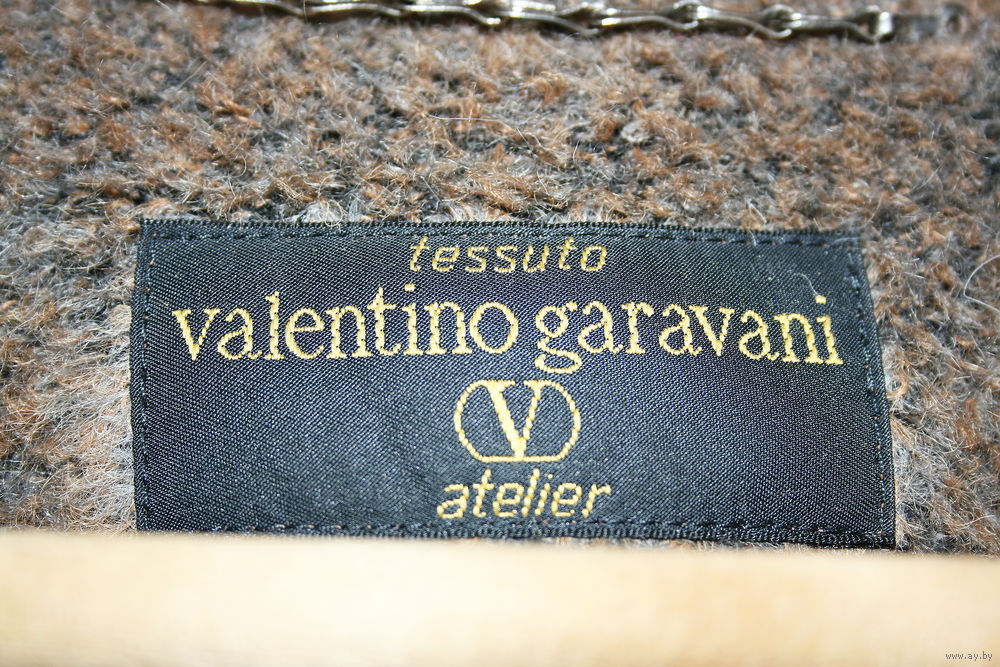 tessuto
valentino garavani
V
atelier
www.ay.by